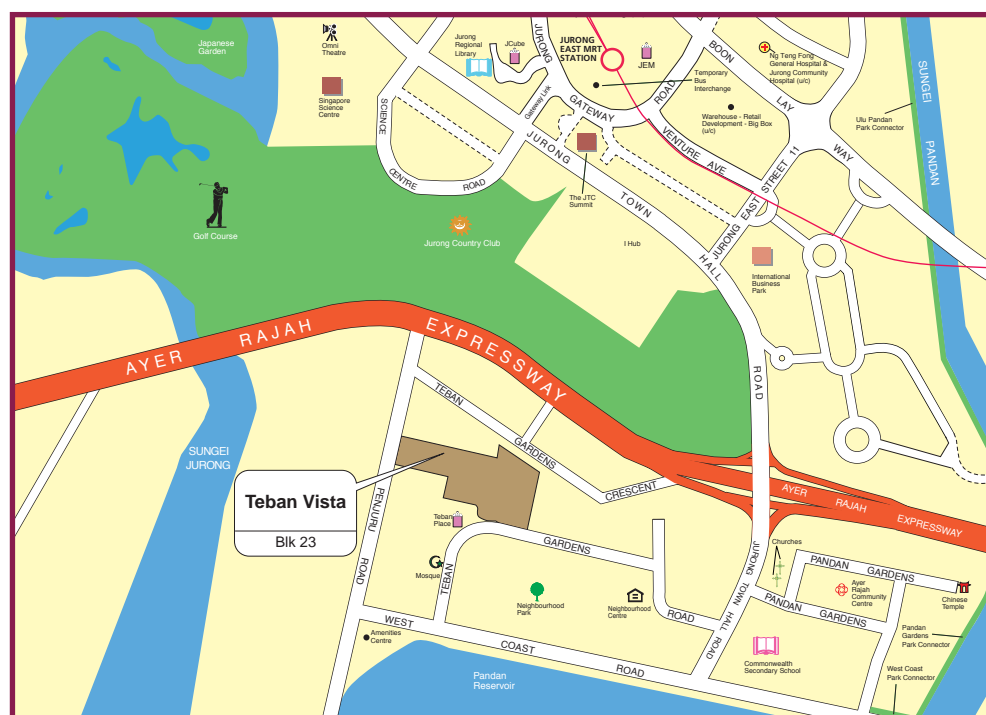 Japanese
Garden
Omni
Theatre
Singapore
Science
Centre
Jurong
Regional
Library
JCube
JURONG
JURONG
EAST MRT
STATION
JEM
BOON
LAY
WAY
Ng Teng Fong
General Hospital &
Jurong Community
Hospital (u/c)
Temporary
Bus
Interchange
Warehouse - Retail
Development - Big Box
(u/c)
Ulu Pandan
Park Connector
SUNGEI
PANDAN
Gateway Link
GATEWAY
ROAD
SCIENCE
CENTRE
ROAD
JURONG
TOWN
HALL
ROAD
VENTURE AVE
JURONG EAST STREET 11
The JTC
Summit
I Hub
International
Business
Park
Golf Course
Jurong Country Club
AYER RAJAH EXPRESSWAY
SUNGEI
JURONG
TEBAN
GARDENS
CRESCENT
Teban Vista
Blk 23
PENJURU
ROAD
Teban
Place
Mosque
TEBAN
GARDENS
ROAD
Neighbourhood
Park
Neighbourhood
Centre
AYER RAJAH EXPRESSWAY
JURONG TOWN HALL ROAD
Churches
PANDAN GARDENS
PANDAN GARDENS
Ayer
Rajah
Community
Centre
Chinese
Temple
Pandan
Gardens
Park Connector
West Coast
Park Connector
Commonwealth
Secondary School
WEST
COAST
ROAD
Amenities
Centre
Pandan
Reservoir